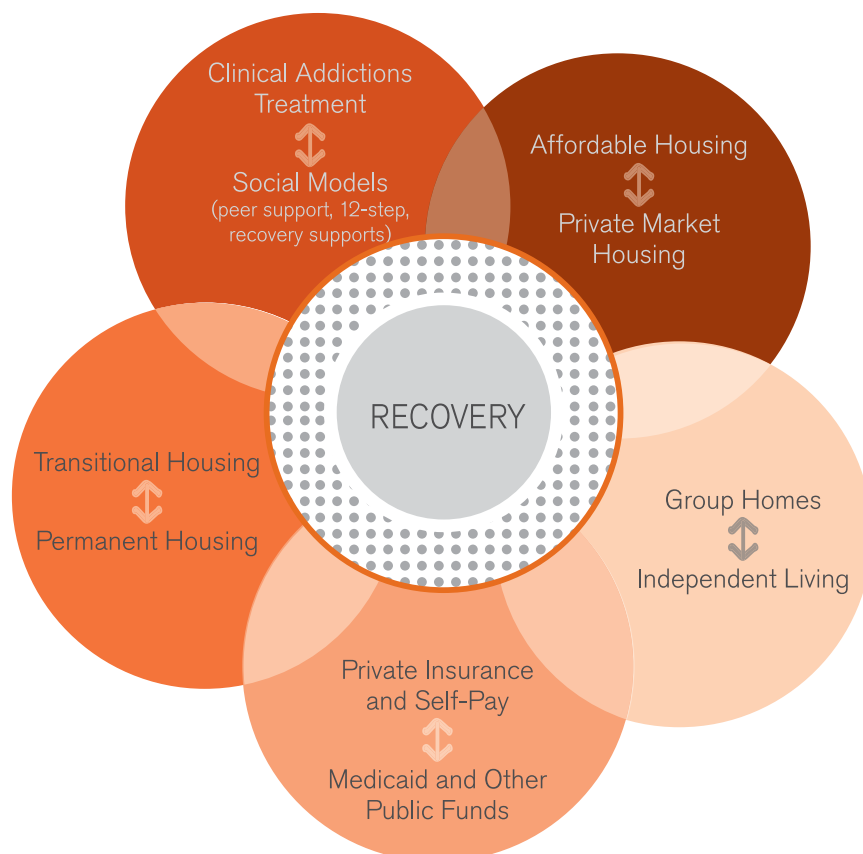 Clinical Addictions
Treatment
Social Models
(peer support, 12-step,
recovery supports)
Affordable Housing
Private Market
Housing
RECOVERY
Transitional Housing
Permanent Housing
Group Homes
Independent Living
Private Insurance
and Self-Pay
Medicaid and Other
Public Funds